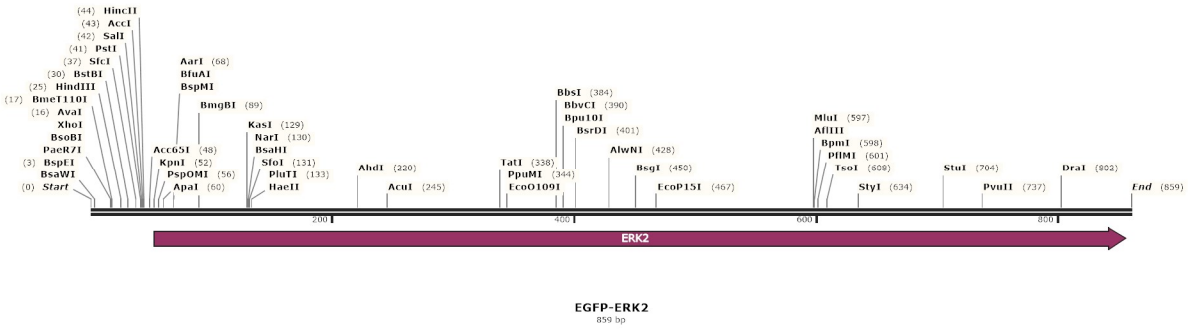 (44) HincII
(43) AccI
(42) SalI
(41) PstI
(37) SfcI
(30) BstBI
(25) HindIII
(17) BmeT110I
(16) AvaI
XhoI
BsoBI
PaeR7I
(3) BspEI
BsaWI
(0) Start
AarI (68)
BfuAI
BspMI
BmgBI (89)
Acc65I (48)
KpnI (52)
PspOMI (56)
ApaI (60)
KasI (129)
NarI (130)
BsaHI
SfoI (131)
PluTI (133)
HaeII
AhdI (220)
AcuI (245)
TatI (338)
PpuMI (344)
EcoO109I
BbsI (384)
BbvCI (390)
Bpu10I
BsrDI (401)
AlwNI (428)
BsgI (450)
EcoP15I (467)
MluI (597)
AflIII
BpmI (598)
PflMI (601)
TsoI (608)
StyI (634)
StuI (704)
PvuII (737)
DraI (802)
End (859)
200 400 600 800
ERK2
EGFP-ERK2
859 bp